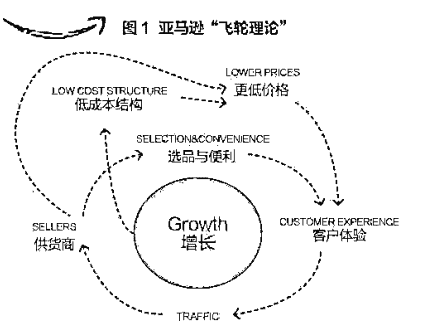 图1 亚马逊“飞轮理论”
LOWER PRICES
更低价格
LOW COST STRUCTURE
低成本结构
SELECTION&CONVENIENCE
选品与便利
Growth
增长
SELLERS
供货商
CUSTOMER EXPERIENCE
客户体验
TRAFFIC